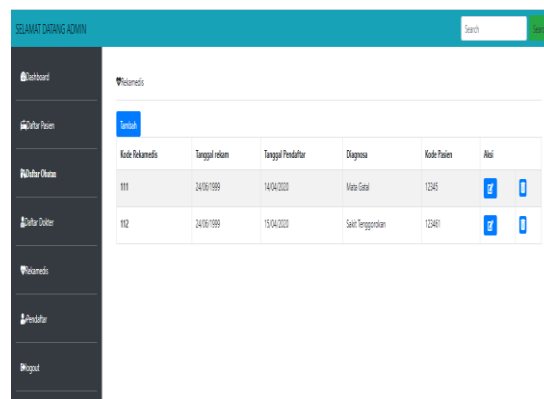 SELAMAT DATANG ADMIN
Search
Dashboard
Daftar Pasien
Daftar Obatas
Daftar Dokter
Rekamedis
Pendaftar
Logout
Rekamedis
Tambah
Kode Rekamedis Tanggal rekam Tanggal Pendaftar Diagnosa Kode Pasien Aksi
111 24/06/1999 14/04/2020 Mata Gatal 12345
112 24/06/1999 15/04/2020 Sakit Tenggorokan 123461